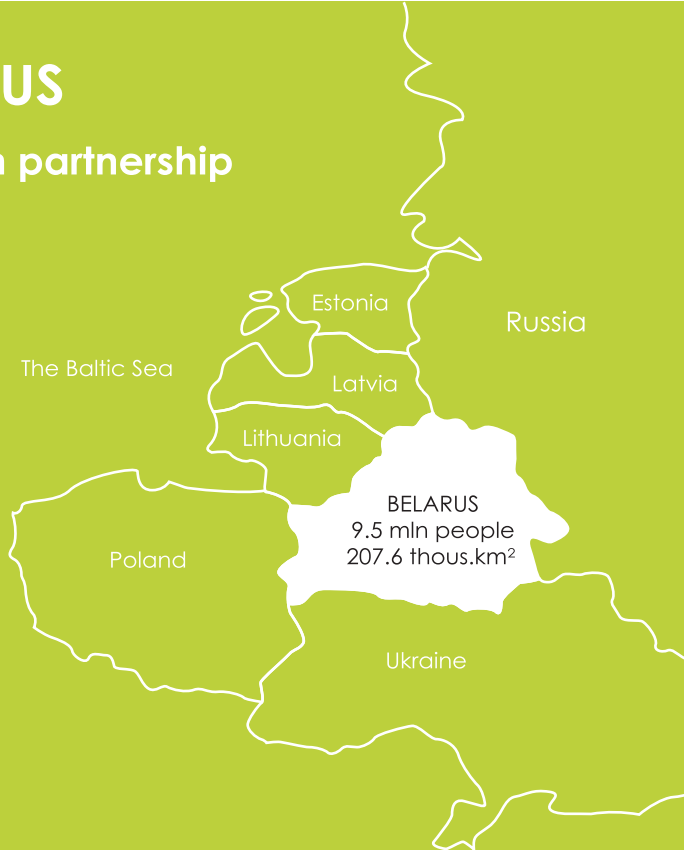 US
n partnership
Estonia
Russia
The Baltic Sea
Latvia
Lithuania
BELARUS
9.5 mln people
207.6 thous.km²
Poland
Ukraine